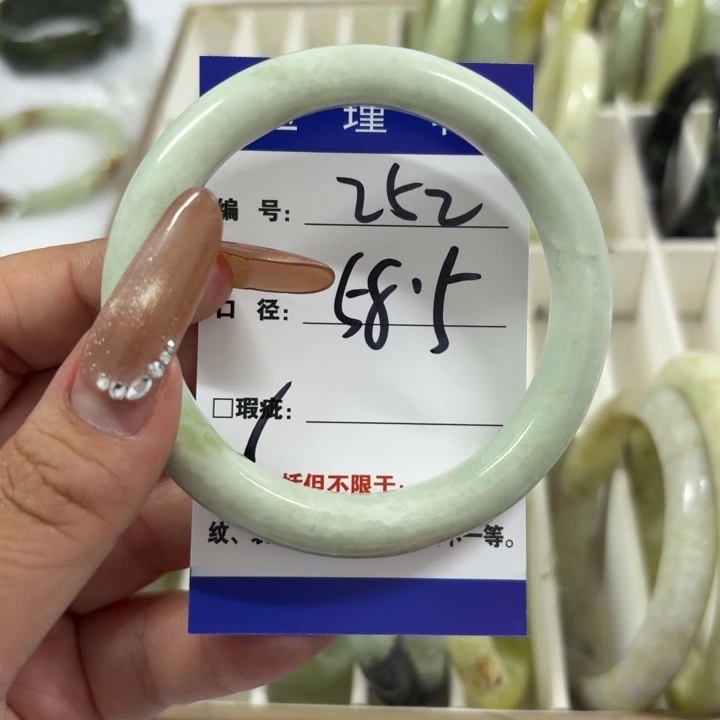 理
编 号: 252
口 径: 58.5
□瑕疵:
括但不限于:
纹、 等。